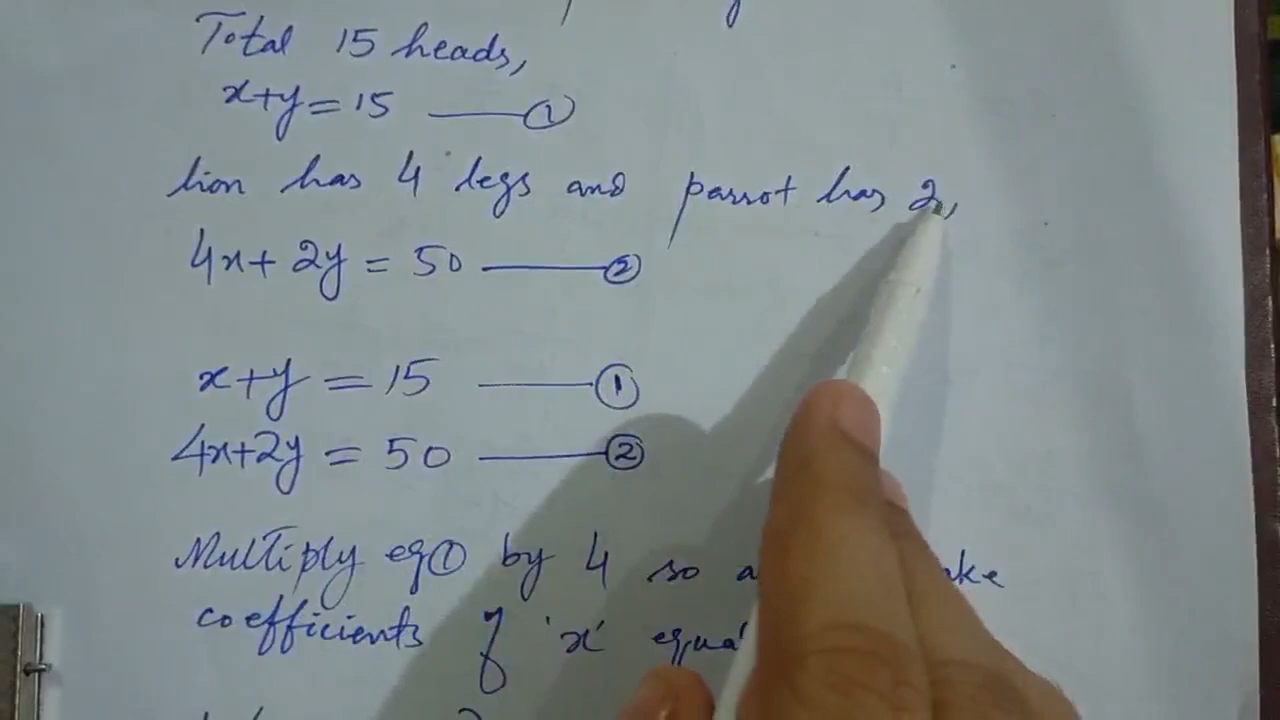 Total 15 heads,
x+y=15 —— ①
lion has 4 legs and parrot has 2,
4x+2y = 50 —— ②
x+y = 15 —— ①
4x+2y = 50 —— ②
Multiply eq① by 4 so
coefficients of 'x'